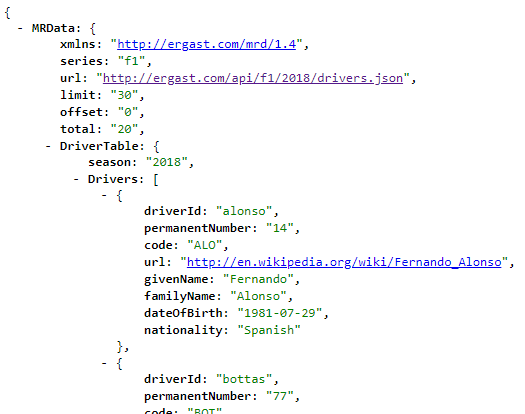 {
- MRData: {
xmlns: "http://ergast.com/mrd/1.4",
series: "f1",
url: "http://ergast.com/api/f1/2018/drivers.json",
limit: "30",
offset: "0",
total: "20",
- DriverTable: {
season: "2018",
- Drivers: [
- {
driverId: "alonso",
permanentNumber: "14",
code: "ALO",
url: "http://en.wikipedia.org/wiki/Fernando_Alonso",
givenName: "Fernando",
familyName: "Alonso",
dateOfBirth: "1981-07-29",
nationality: "Spanish"
},
- {
driverId: "bottas",
permanentNumber: "77",
code: "BOT",